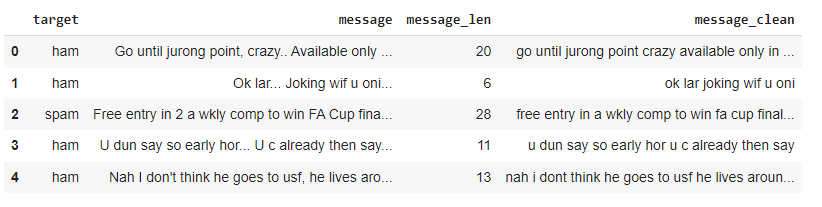 target message message_len message_clean
0 ham Go until jurong point, crazy.. Available only ... 20 go until jurong point crazy available only in ...
1 ham Ok lar... Joking wif u oni... 6 ok lar joking wif u oni
2 spam Free entry in 2 a wkly comp to win FA Cup fina... 28 free entry in a wkly comp to win fa cup final...
3 ham U dun say so early hor... U c already then say... 11 u dun say so early hor u c already then say
4 ham Nah I don't think he goes to usf, he lives aro... 13 nah i dont think he goes to usf he lives aroun...